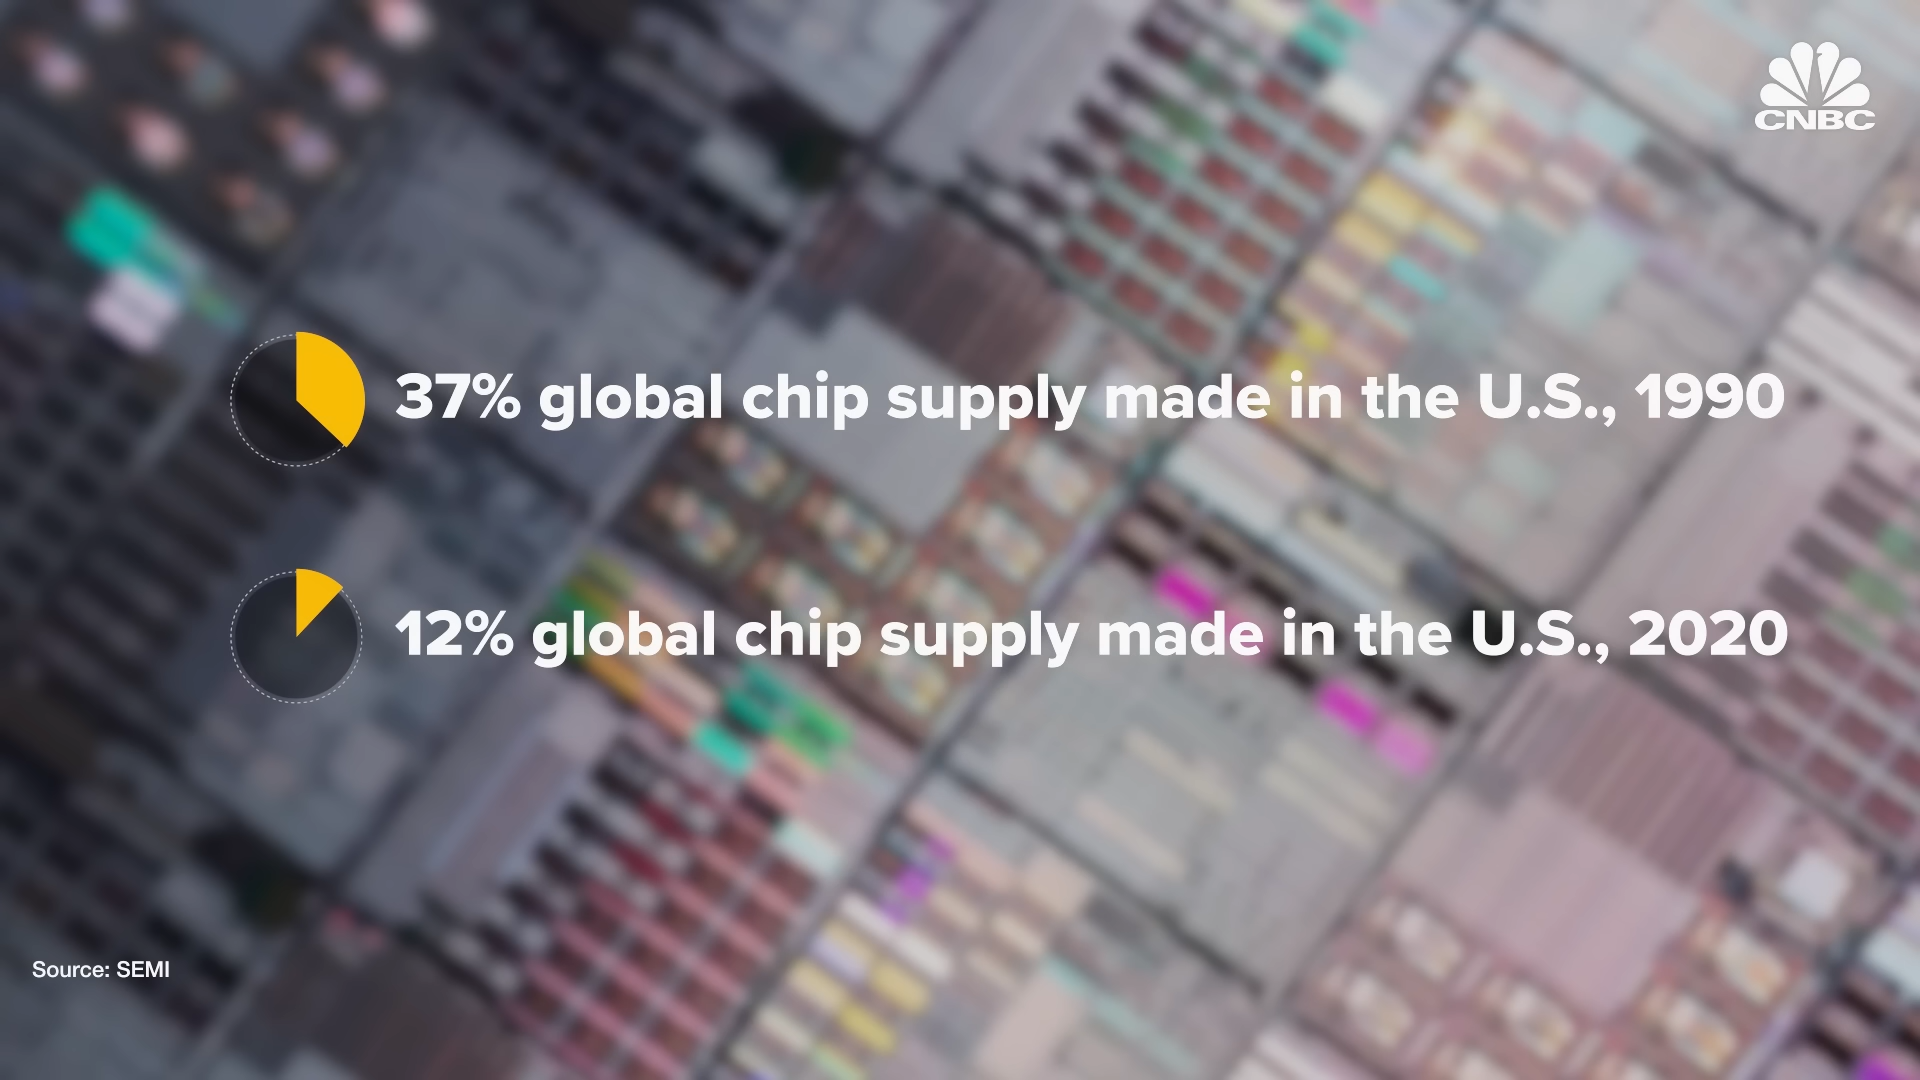 CNBC
37% global chip supply made in the U.S., 1990
12% global chip supply made in the U.S., 2020
Source: SEMI